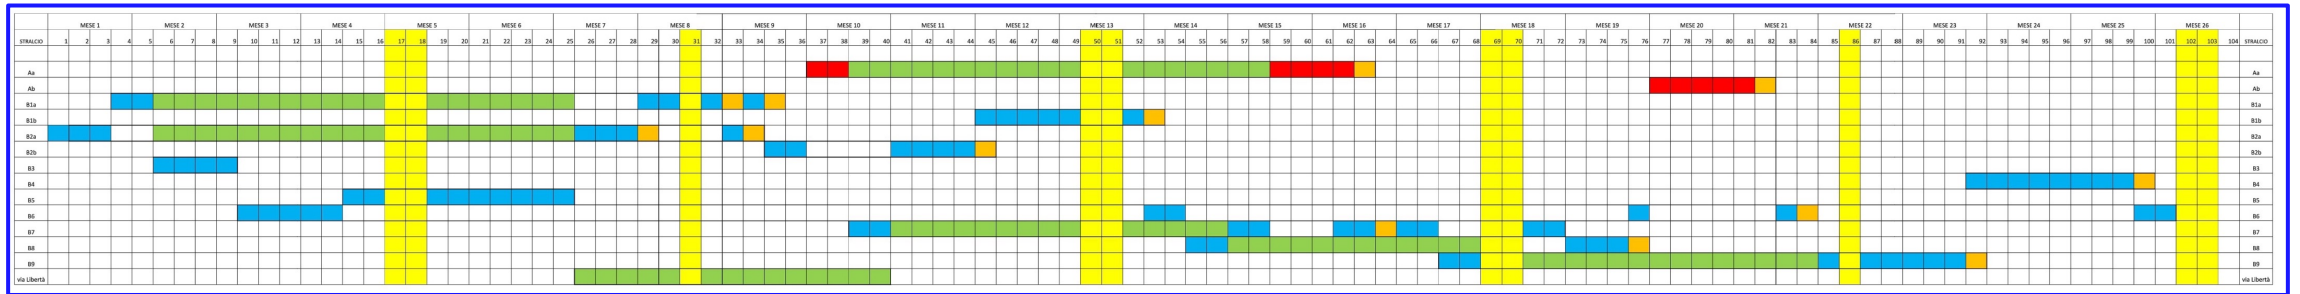 MESE 1 MESE 2 MESE 3 MESE 4 MESE 5 MESE 6 MESE 7 MESE 8 MESE 9 MESE 10 MESE 11 MESE 12 MESE 13 MESE 14 MESE 15 MESE 16 MESE 17 MESE 18 MESE 19 MESE 20 MESE 21 MESE 22 MESE 23 MESE 24 MESE 25 MESE 26
STRALCIO 1 2 3 4 5 6 7 8 9 10 11 12 13 14 15 16 17 18 19 20 21 22 23 24 25 26 27 28 29 30 31 32 33 34 35 36 37 38 39 40 41 42 43 44 45 46 47 48 49 50 51 52 53 54 55 56 57 58 59 60 61 62 63 64 65 66 67 68 69 70 71 72 73 74 75 76 77 78 79 80 81 82 83 84 85 86 87 88 89 90 91 92 93 94 95 96 97 98 99 100 101 102 103 104 STRALCIO
Aa Aa
Ab Ab
B1a B1a
B1b B1b
B2a B2a
B2b B2b
B3 B3
B4 B4
B5 B5
B6 B6
B7 B7
B8 B8
B9 B9
via Libertà via Libertà